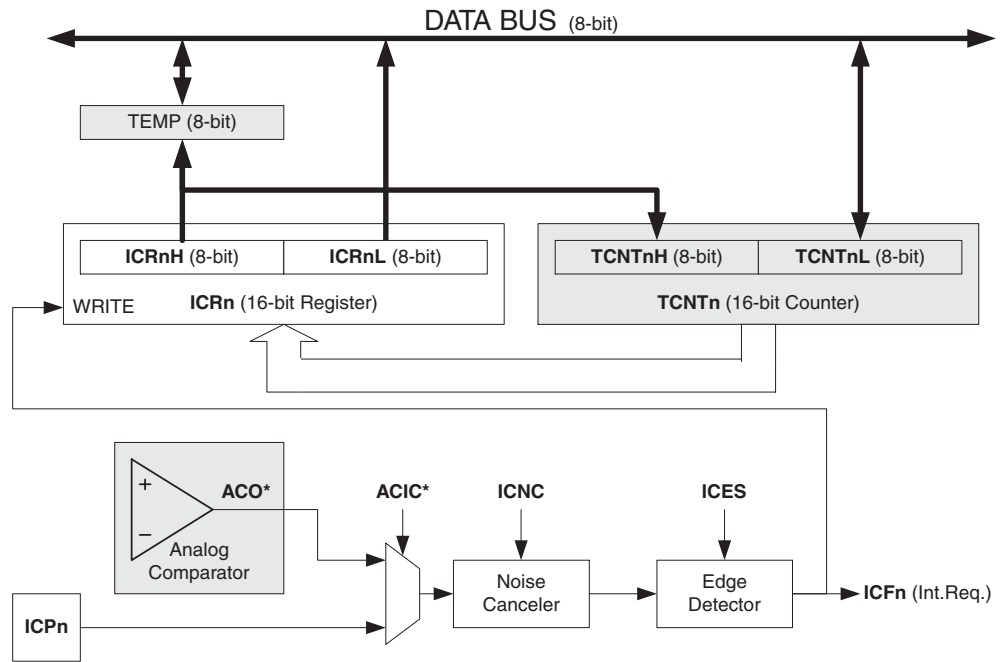 DATA BUS (8-bit)
TEMP (8-bit)
ICRnH (8-bit)
ICRnL (8-bit)
TCNTnH (8-bit)
TCNTnL (8-bit)
WRITE
ICRn (16-bit Register)
TCNTn (16-bit Counter)
+
−
ACO*
Analog
Comparator
ACIC*
ICNC
ICES
Noise
Canceler
Edge
Detector
ICFn (Int.Req.)
ICPn